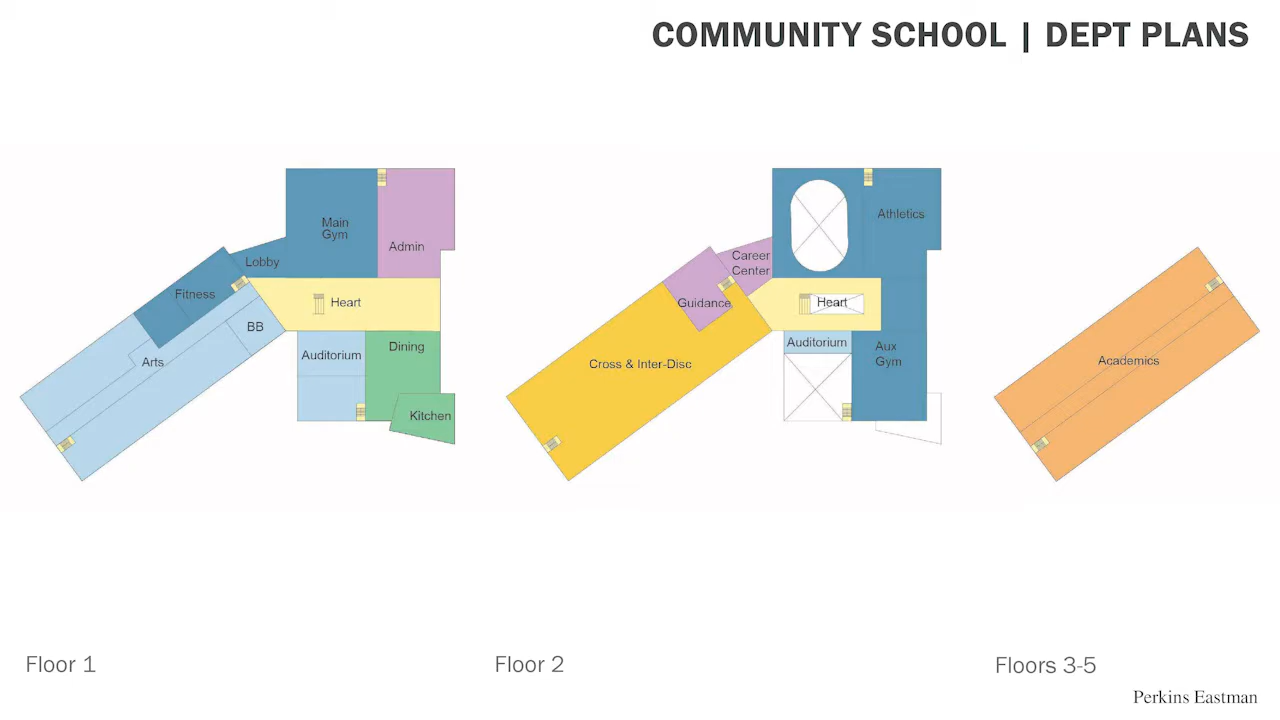 COMMUNITY SCHOOL | DEPT PLANS
Main
Gym
Admin
Lobby
Fitness
Heart
BB
Arts
Auditorium
Dining
Kitchen
Athletics
Career
Center
Guidance
Heart
Cross & Inter-Disc
Auditorium
Aux
Gym
Academics
Floor 1
Floor 2
Floors 3-5
Perkins Eastman